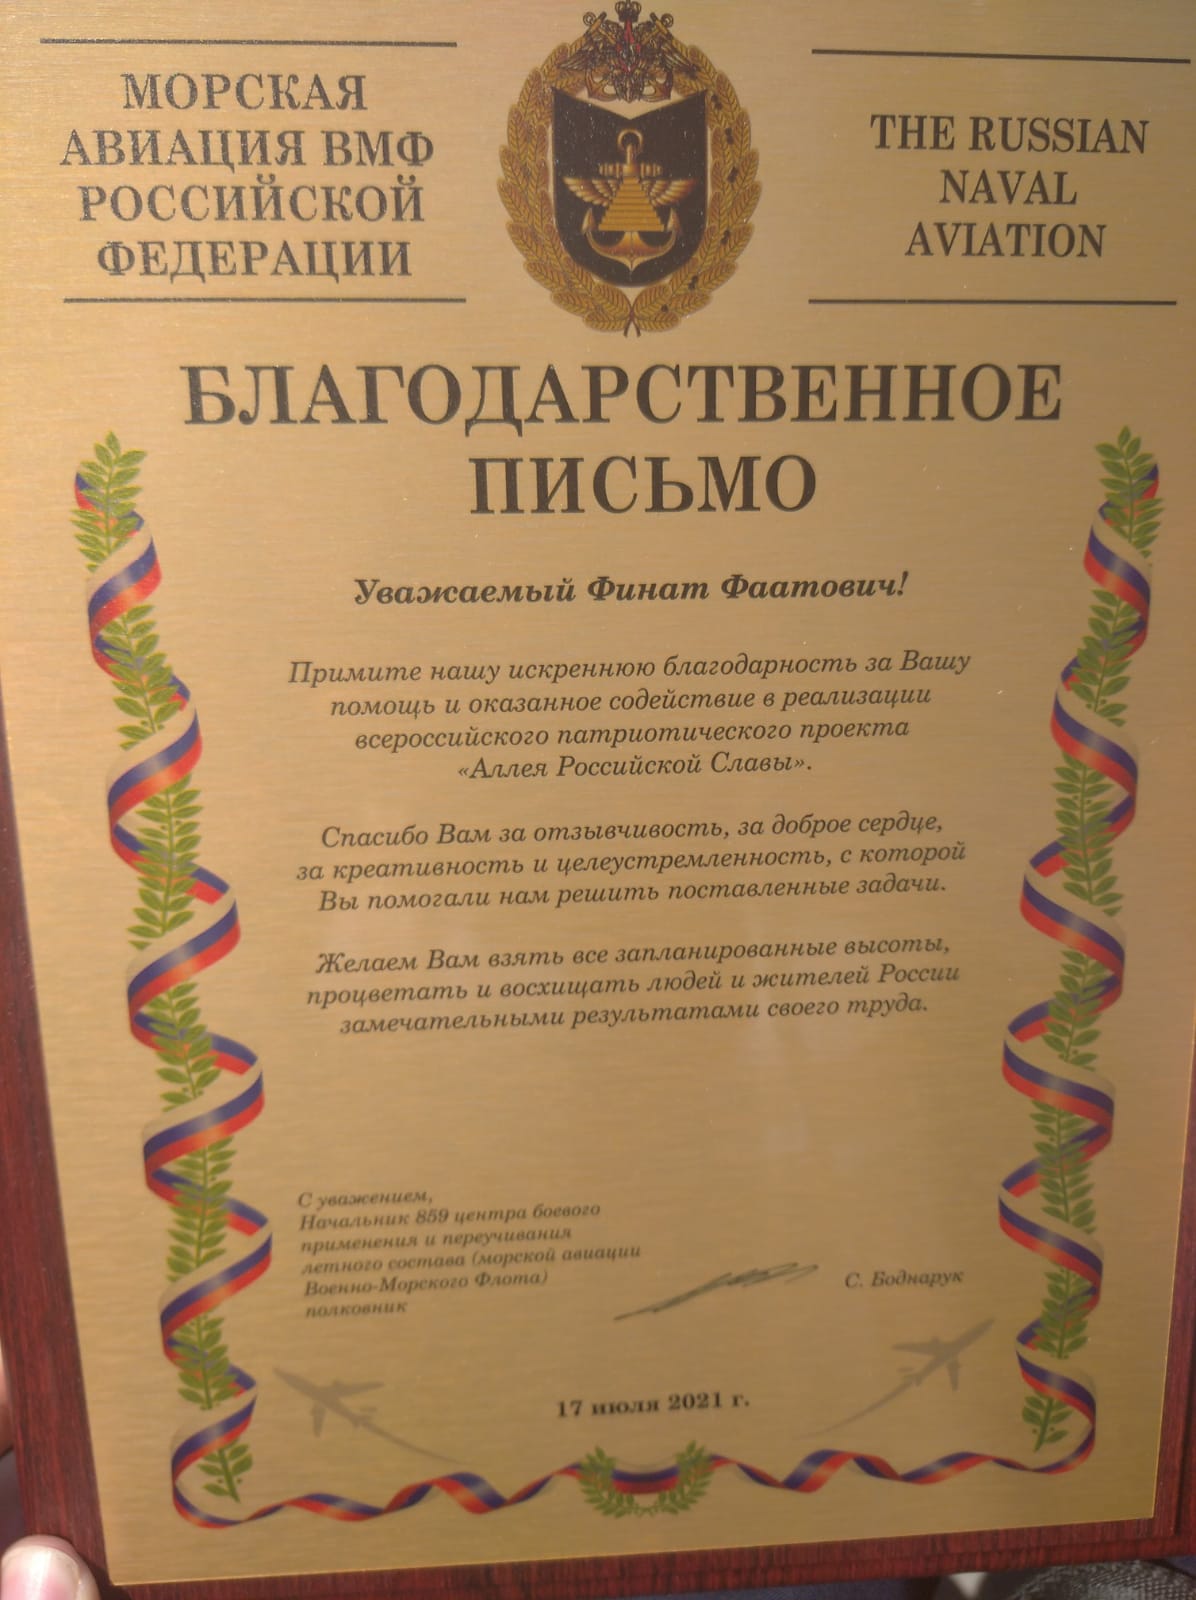 МОРСКАЯ
АВИАЦИЯ ВМФ
РОССИЙСКОЙ
ФЕДЕРАЦИИ
THE RUSSIAN
NAVAL
AVIATION
БЛАГОДАРСТВЕННОЕ
ПИСЬМО
Уважаемый Финат Фаатович!
Примите нашу искреннюю благодарность за Вашу
помощь и оказанное содействие в реализации
всероссийского патриотического проекта
«Аллея Российской Славы».
Спасибо Вам за отзывчивость, за доброе сердце,
за креативность и целеустремленность, с которой
Вы помогали нам решить поставленные задачи.
Желаем Вам взять все запланированные высоты,
процветать и восхищать людей и жителей России
замечательными результатами своего труда.
С уважением,
Начальник 859 центра боевого
применения и переучивания
летного состава (морской авиации
Военно-Морского Флота)
полковник
С. Боднарук
17 июля 2021 г.